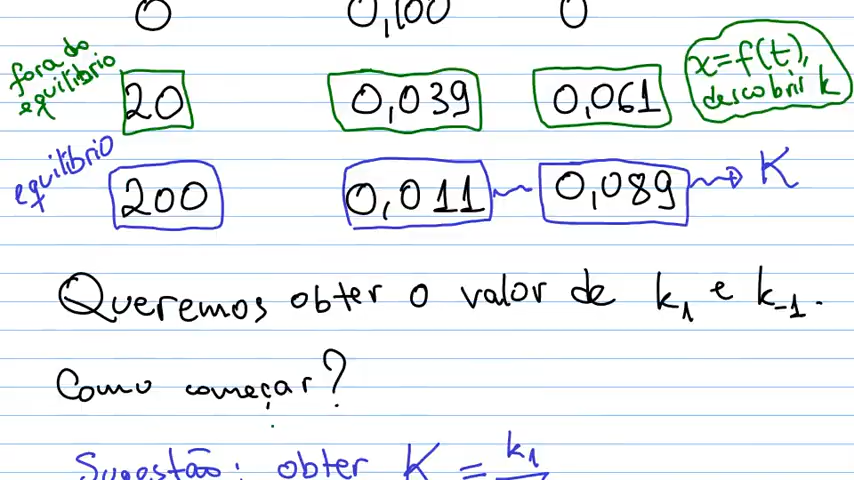 0 0,100 0
fora do equilíbrio 20 0,039 0,061 x=f(t), descobrir k
equilíbrio 200 0,011 0,089 → K
Queremos obter o valor de k₁ e k₋₁.
Como começar?
Sugestão: obter K = k₁